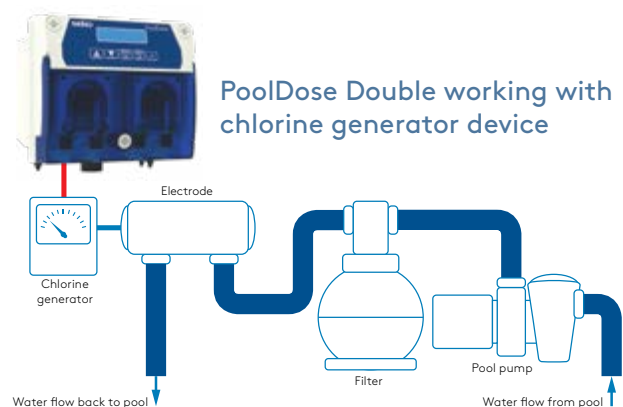 seko
PoolDose Double working with
chlorine generator device
Electrode
Chlorine
generator
Filter
Pool pump
Water flow back to pool
Water flow from pool